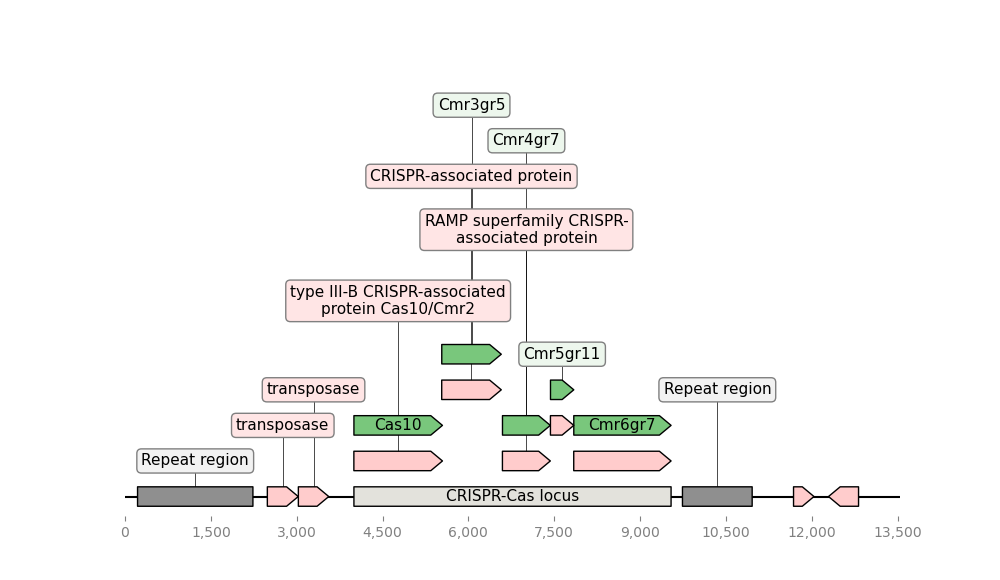 Cmr3gr5
Cmr4gr7
CRISPR-associated protein
RAMP superfamily CRISPR-
associated protein
type III-B CRISPR-associated
protein Cas10/Cmr2
Cmr5gr11
transposase
Repeat region
transposase
Cas10
Cmr6gr7
Repeat region
CRISPR-Cas locus
0 1,500 3,000 4,500 6,000 7,500 9,000 10,500 12,000 13,500